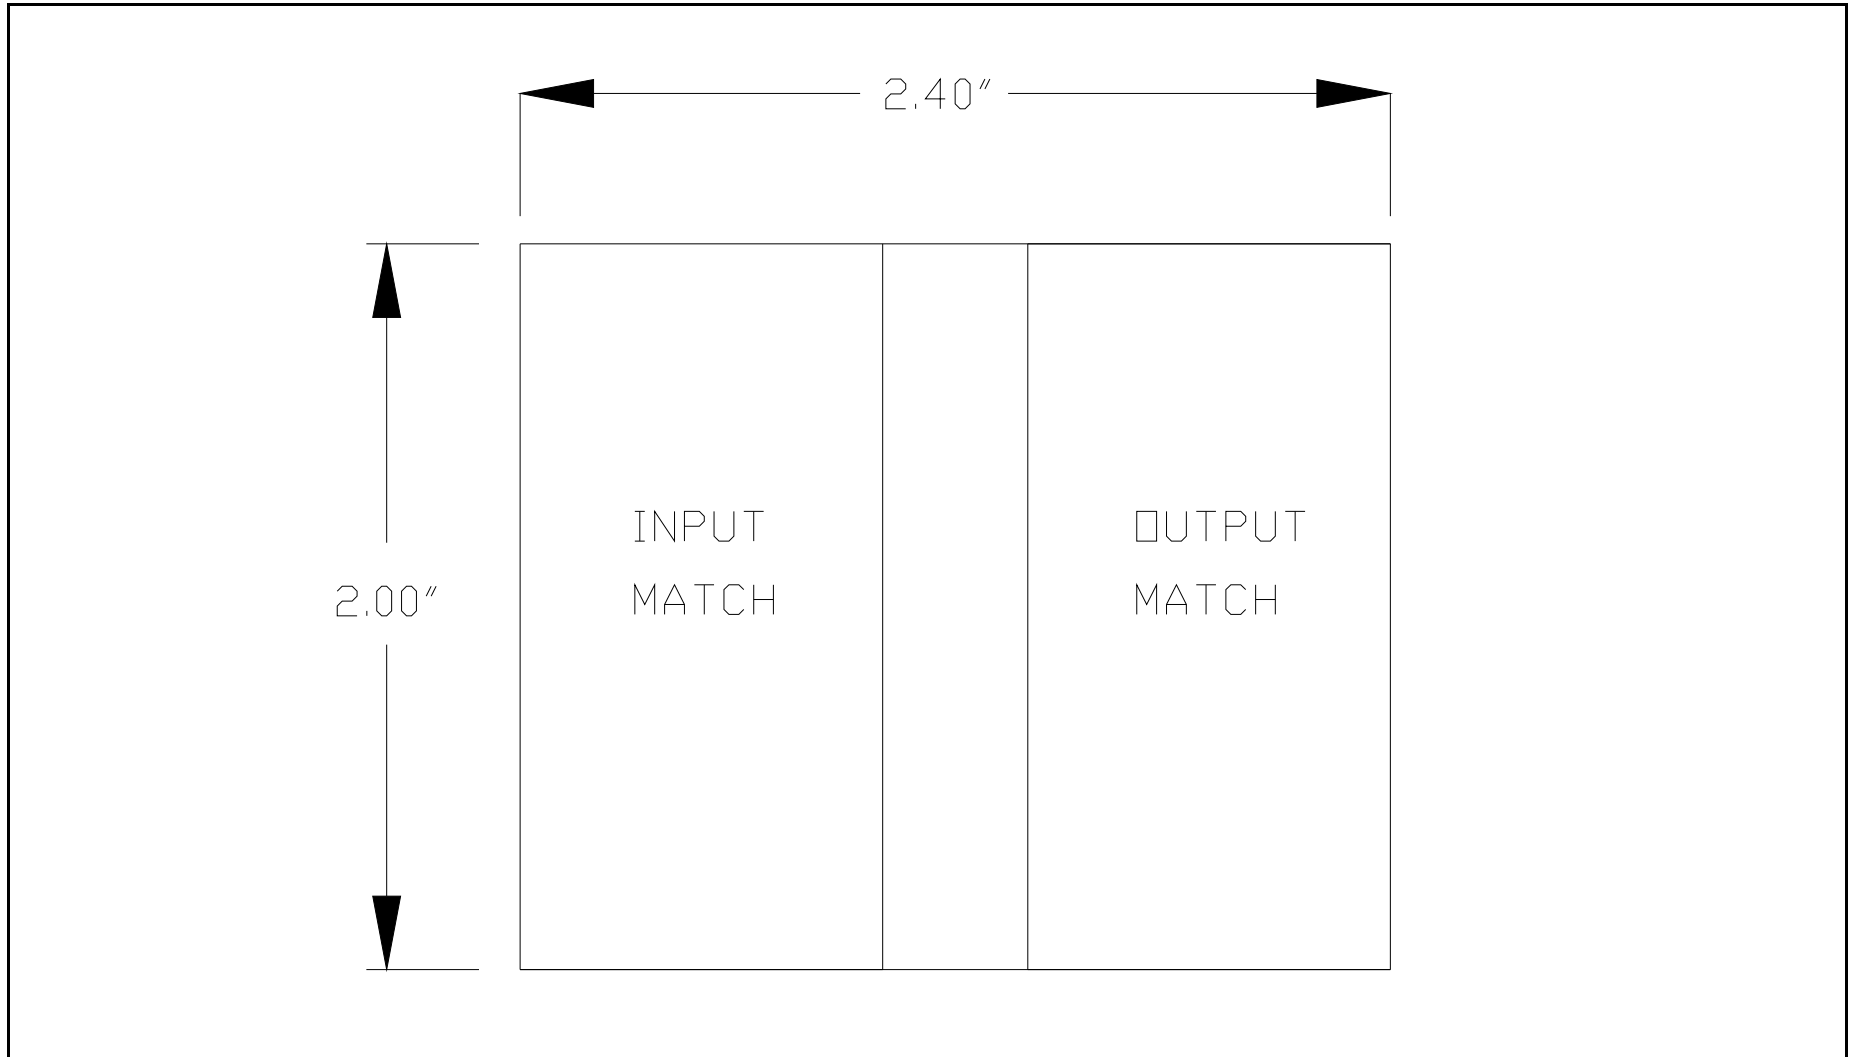 2.40"
INPUT
MATCH
OUTPUT
MATCH
2.00"